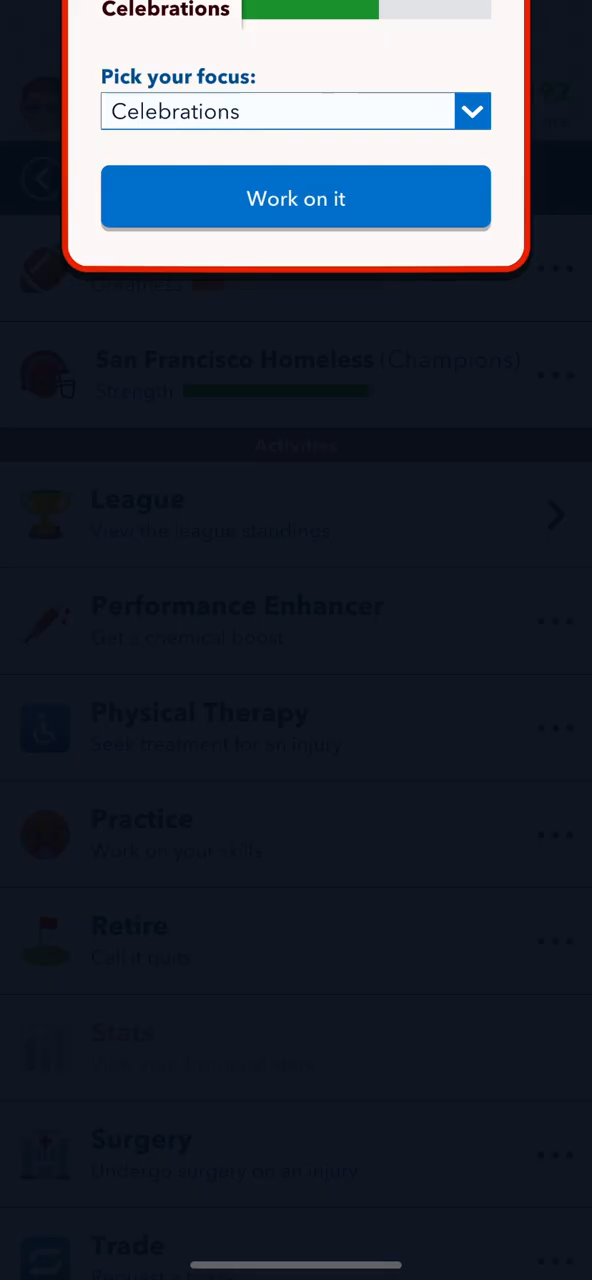 Celebrations
Pick your focus:
Celebrations
Work on it
Greatness
San Francisco Homeless (Champions)
Strength
Activities
League
View the league standings
Performance Enhancer
Get a chemical boost
Physical Therapy
Seek treatment for an injury
Practice
Work on your skills
Retire
Call it quits
Stats
Surgery
Undergo surgery on an injury
Trade